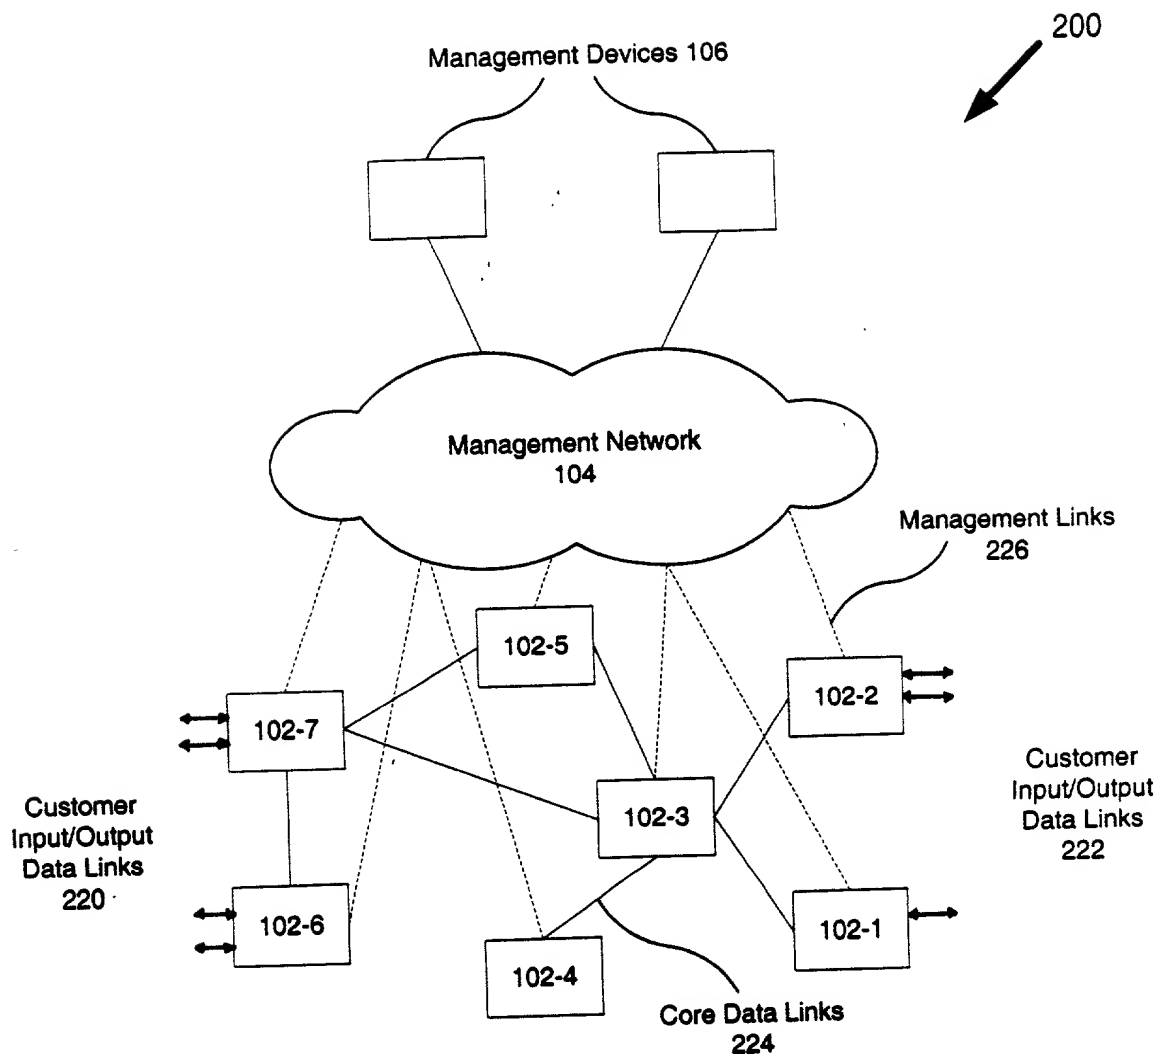 200
Management Devices 106
Management Network
104
Management Links
226
102-5
102-2
102-7
Customer
Input/Output
Data Links
222
102-3
Customer
Input/Output
Data Links
220
102-6
102-1
102-4
Core Data Links
224